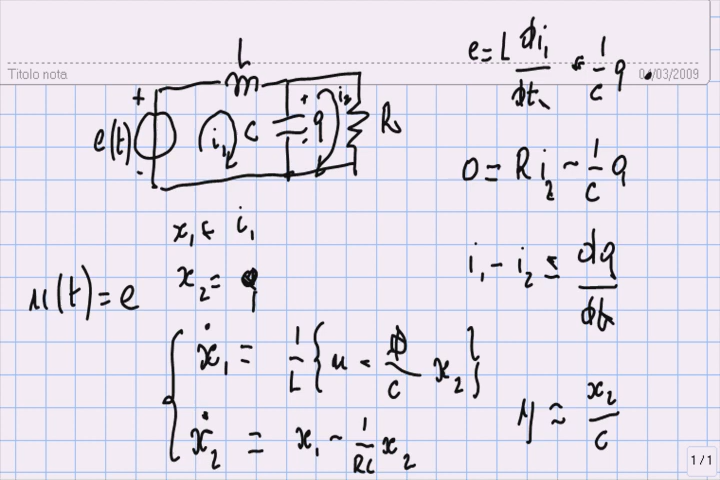 Titolo nota
04/03/2009
L
+
e(t)
-
i₁
C
+
q
-
i₂
R
e = L di₁/dt + 1/C q
0 = R i₂ - 1/C q
i₁ - i₂ = dq/dt
x₁ = i₁
x₂ = q
u(t) = e
ẋ₁ = 1/L { u - 1/C x₂ }
ẋ₂ = x₁ - 1/RC x₂
y = x₂/C
1/1